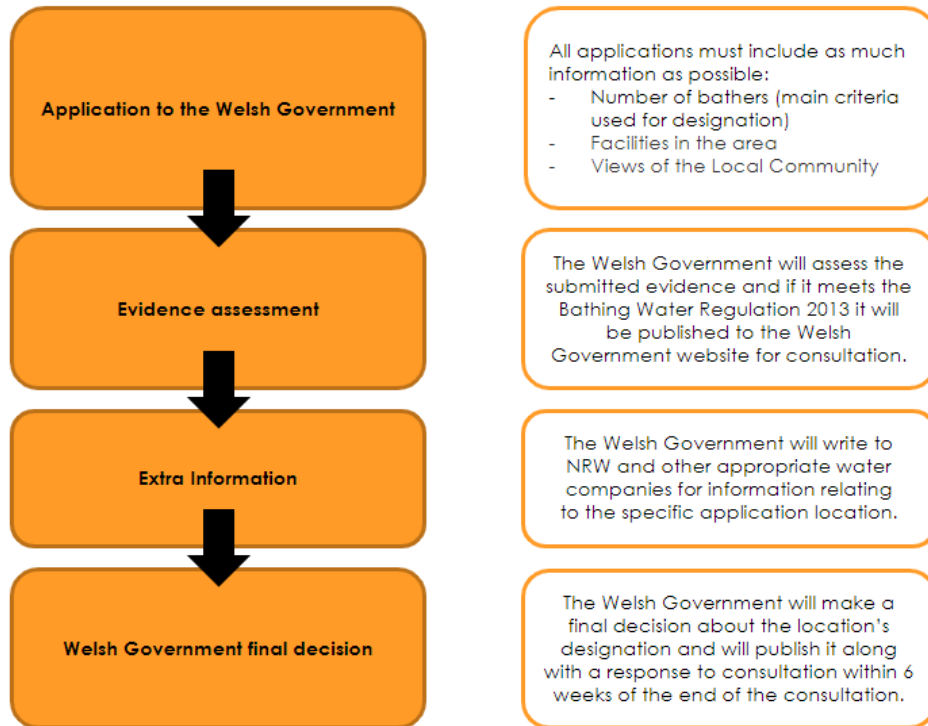 Application to the Welsh Government
All applications must include as much
information as possible:
- Number of bathers (main criteria
used for designation)
- Facilities in the area
- Views of the Local Community
Evidence assessment
The Welsh Government will assess the
submitted evidence and if it meets the
Bathing Water Regulation 2013 it will
be published to the Welsh
Government website for consultation.
Extra Information
The Welsh Government will write to
NRW and other appropriate water
companies for information relating
to the specific application location.
Welsh Government final decision
The Welsh Government will make a
final decision about the location's
designation and will publish it along
with a response to consultation within 6
weeks of the end of the consultation.